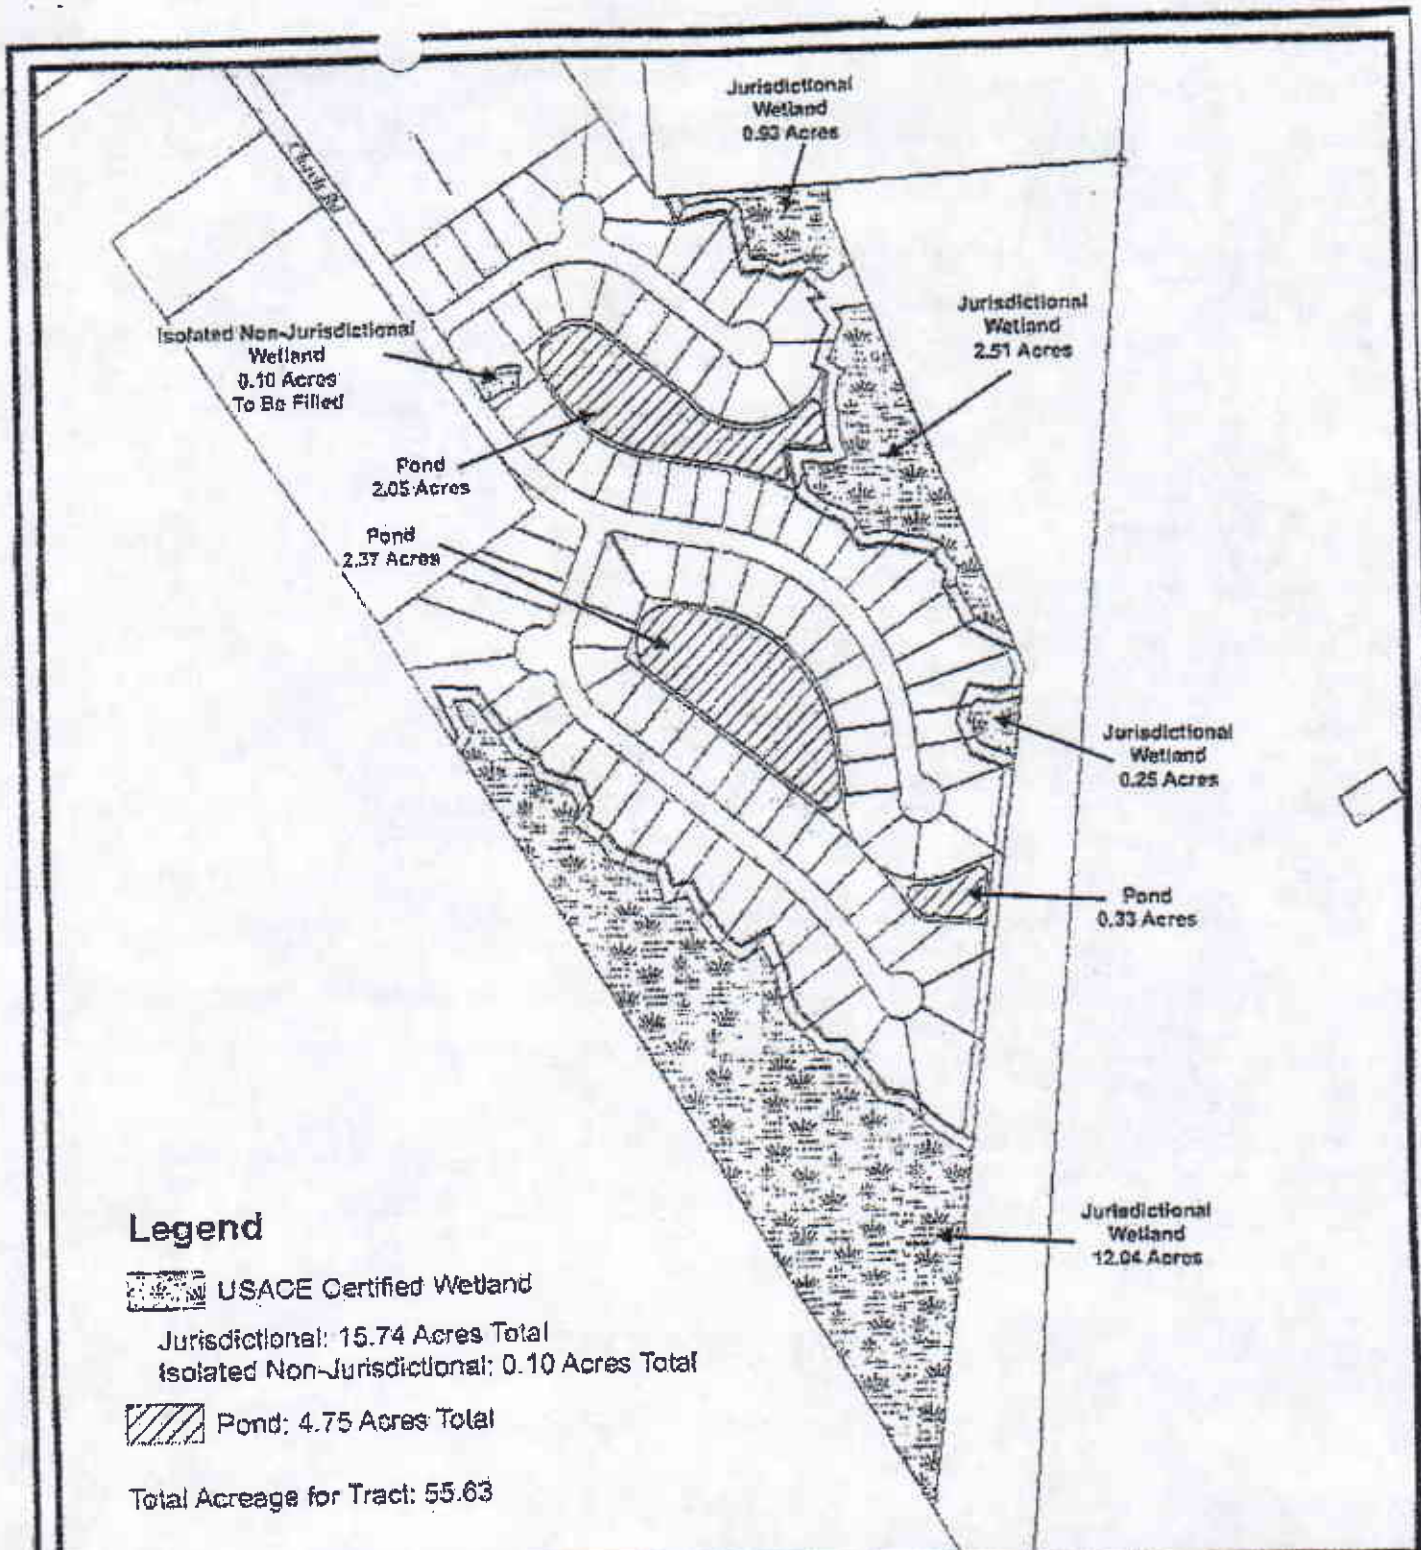 Jurisdictional
Wetland
0.93 Acres
Jurisdictional
Wetland
2.51 Acres
Isolated Non-Jurisdictional
Wetland
0.10 Acres
To Be Filled
Pond
2.05 Acres
Pond
2.37 Acres
Jurisdictional
Wetland
0.25 Acres
Pond
0.33 Acres
Jurisdictional
Wetland
12.04 Acres
Legend
USACE Certified Wetland
Jurisdictional: 15.74 Acres Total
Isolated Non-Jurisdictional: 0.10 Acres Total
Pond: 4.75 Acres Total
Total Acreage for Tract: 55.63